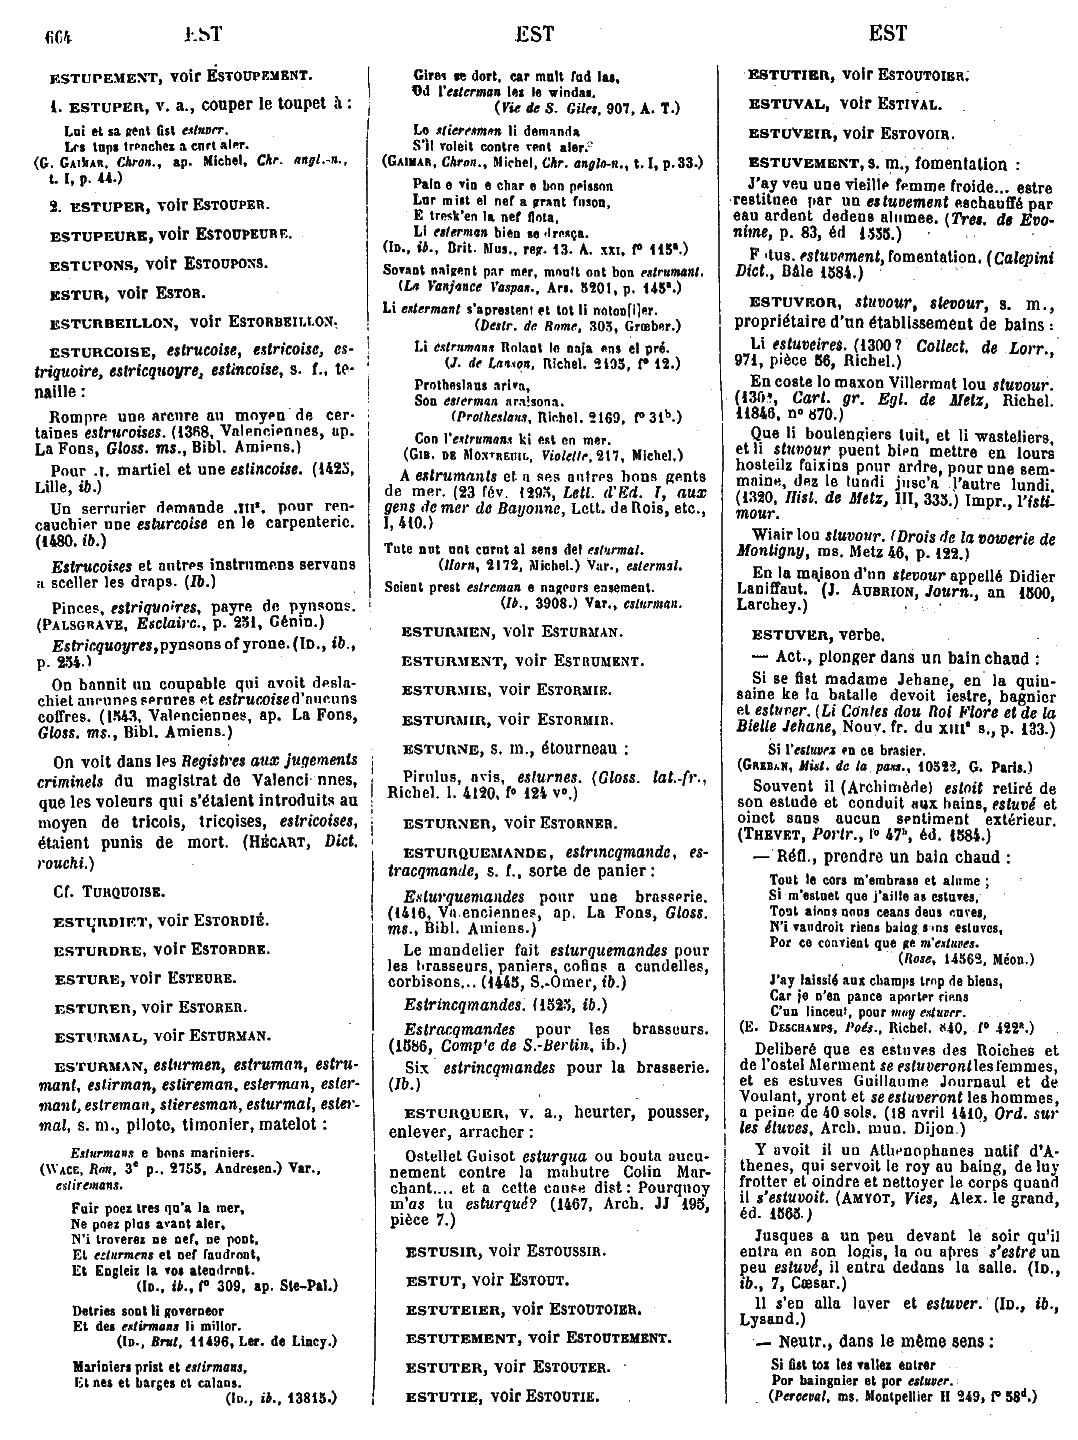 664 EST EST EST
ESTUPEMENT, voir ESTOUPEMENT.
1. ESTUPER, v. a., couper le toupet à :
Lui et sa gent fist estuper.
Les tups trenchez a cort aler.
(G. GAIMAR, Chron., ap. Michel, Chr. angl.-n.,
t. I, p. 44.)
2. ESTUPER, voir ESTOUPER.
ESTUPEURE, voir ESTOUPEURE.
ESTUPONS, voir ESTOUPONS.
ESTUR, voir ESTOR.
ESTURBEILLON, voir ESTORBEILLON.
ESTURCOISE, estrucoise, estricoise, es-
triquoire, estricquoyre, estincoise, s. f., te-
naille :
Rompre une arcure au moyen de cer-
taines estruroises. (1368, Valenciennes, ap.
La Fons, Gloss. ms., Bibl. Amiens.)
Pour .I. martiel et une estincoise. (1425,
Lille, ib.)
Un serrurier demande .III^e. pour ren-
cauchier une esturcoise en le carpenteric.
(1480, ib.)
Estrucoises et autres instrumens servans
a sceller les draps. (Ib.)
Pinces, estriquoires, payre de pynsons.
(PALSGRAVE, Esclairc., p. 251, Génin.)
Estricquoyres, pynsons of yrone. (ID., ib.,
p. 254.)
On bannit un coupable qui avoit desla-
chiet aucunes serures et estrucoise d'aucuns
coffres. (1543, Valenciennes, ap. La Fons,
Gloss. ms., Bibl. Amiens.)
On voit dans les Registres aux jugements
criminels du magistrat de Valenciennes,
que les voleurs qui s'étaient introduits au
moyen de tricols, tricoises, estricoises,
étaient punis de mort. (HÉCART, Dict.
rouchi.)
Cf. TURQUOISE.
ESTURDIET, voir ESTORDIÉ.
ESTURDRE, voir ESTORDRE.
ESTURE, voir ESTEURE.
ESTURER, voir ESTORER.
ESTURMAL, voir ESTURMAN.
ESTURMAN, esturmen, estruman, estru-
mant, estirman, estireman, esterman, ester-
mant, estreman, stieresman, esturmal, ester-
mal, s. m., pilote, timonier, matelot :
Esturmans e bons mariniers.
(WACE, Rou, 3^e p., 2755, Andresen.) Var.,
estiremans.
Fuir poez tres qu'a la mer,
Ne poez plus avant aler,
N'i troverez ne nef, ne pont,
Et esturmens et nef faudront,
Et Engleiz la vos atendront.
(ID., ib., f° 309, ap. Ste-Pal.)
Detries sont li governeor
Et des estirmans li millor.
(ID., Brut, 11496, Ler. de Lincy.)
Mariniers prist et estirmans,
Et nes et barges et calans.
(ID., ib., 13815.)
Gires se dort, car mult fud las,
Od l'esterman lez le windas.
(Vie de S. Giles, 907, A. T.)
Le stieresman li demanda
S'il voleit contre vent aler.
(GAIMAR, Chron., Michel, Chr. anglo-n., t. I, p. 33.)
Pain e vin e char e bon peisson
Lur mist el nef a grant fuson,
E tresk'en la nef flota,
Li esterman bien se dresça.
(ID., ib., Brit. Mus., reg. 13. A. XXI, f° 115^a.)
Sovant naigent par mer, moult ont bon estrumant.
(La Vanjance Vaspas., Ars. 5201, p. 145^a.)
Li estermant s'aprestent et tot li noton[i]er.
(Destr. de Rome, 303, Grœber.)
Li estrumans Rolant le naja ens el pré.
(J. de Lanson, Richel. 2495, f° 12.)
Prothesiaus ariva,
Son esterman araisona.
(Prothesiaus, Richel. 2169, f° 31^b.)
Con l'estrumans ki est en mer.
(GIB. DE MONTREUIL, Violette, 217, Michel.)
A estrumants et a ses autres bons gents
de mer. (23 fév. 1293, Lett. d'Ed. I, aux
gens de mer de Bayonne, Lett. de Rois, etc.,
I, 410.)
Tute nut unt curut al sens del esturmal.
(Horn, 2172, Michel.) Var., estermal.
Seient prest estreman e nageurs ensement.
(Ib., 3908.) Var., esturman.
ESTURMEN, voir ESTURMAN.
ESTURMENT, voir ESTRUMENT.
ESTURMIE, voir ESTORMIE.
ESTURMIR, voir ESTORMIR.
ESTURNE, s. m., étourneau :
Pirulus, avis, esturnes. (Gloss. lat.-fr.,
Richel. l. 4120, f° 124 v°.)
ESTURNER, voir ESTORNER.
ESTURQUEMANDE, estrincqmande, es-
tracqmande, s. f., sorte de panier :
Esturquemandes pour une brasserie.
(1416, Valenciennes, ap. La Fons, Gloss.
ms., Bibl. Amiens.)
Le mandelier fait esturquemandes pour
les brasseurs, paniers, cofins a cundelles,
corbisons... (1445, S.-Omer, ib.)
Estrincqmandes. (1523, ib.)
Estracqmandes pour les brasseurs.
(1586, Compte de S.-Bertin, ib.)
Six estrincqmandes pour la brasserie.
(Ib.)
ESTURQUER, v. a., heurter, pousser,
enlever, arracher :
Ostellet Guisot esturqua ou bouta aucu-
nement contre la mahutre Colin Mar-
chant.... et a cette cause dist : Pourquoy
m'as tu esturqué? (1467, Arch. JJ 195,
pièce 7.)
ESTUSIR, voir ESTOUSSIR.
ESTUT, voir ESTOUT.
ESTUTEIER, voir ESTOUTOIER.
ESTUTEMENT, voir ESTOUTEMENT.
ESTUTER, voir ESTOUTER.
ESTUTIE, voir ESTOUTIE.
ESTUTIER, voir ESTOUTOIER.
ESTUVAL, voir ESTIVAL.
ESTUVEIR, voir ESTOVOIR.
ESTUVEMENT, s. m., fomentation :
J'ay veu une vieille femme froide... estre
restituee par un estuvement eschauffé par
eau ardent dedens alumee. (Tres. de Evo-
nime, p. 83, éd 1555.)
Fotus. estuvement, fomentation. (Calepini
Dict., Bâle 1584.)
ESTUVEOR, stuvour, stevour, s. m.,
propriétaire d'un établissement de bains :
Li estuveires. (1300? Collect. de Lorr.,
971, pièce 56, Richel.)
En coste lo maxon Villermat lou stuvour.
(Cart. gr. Egl. de Metz, Richel.
11846, n° 870.)
Que li boulengiers tuit, et li wasteliers,
et li stuvour puent bien mettre en lours
hosteilz faixins pour ardre, pour une sem-
maine, dez le lundi jusc'a l'autre lundi.
(1320, Hist. de Metz, III, 333.) Impr., l'isti-
mour.
Wiair lou stuvour. (Drois de la vowerie de
Montigny, ms. Metz 46, p. 122.)
En la maison d'un stevour appellé Didier
Laniffaut. (J. AUBRION, Journ., an 1500,
Larchey.)
ESTUVER, verbe.
— Act., plonger dans un bain chaud :
Si se fist madame Jehane, en la quin-
saine ke la batalle devoit iestre, bagnier
et estuver. (Li Contes dou Roi Flore et de la
Bielle Jehane, Nouv. fr. du XIII^e s., p. 133.)
Si l'estuvez en ce brasier.
(GREBAN, Mist. de la pass., 10522, G. Paris.)
Souvent il (Archimède) estoit retiré de
son estude et conduit aux bains, estuvé et
oinct sans aucun sentiment extérieur.
(THEVET, Portr., f° 47^b, éd. 1584.)
— Réfl., prendre un bain chaud :
Tout le cors m'embrase et alume ;
Si m'estuet que j'aille as estuves,
Tout ainos nous ceans deus cuves,
N'i vaudroit riens baing sans estuves,
Por ce convient que ge m'estuves.
(Rose, 14562, Méon.)
J'ay laissié aux champs trop de biens,
Car je n'en pance aporter riens
C'un linceul, pour moy estuver.
(E. DESCHAMPS, Poés., Richel. 840, f° 422^a.)
Deliberé que es estuves des Roiches et
de l'ostel Merment se estuveront les femmes,
et es estuves Guillaume Journaul et de
Voulant, yront et se estuveront les hommes,
a peine de 40 sols. (18 avril 1410, Ord. sur
les étuves, Arch. mun. Dijon.)
Y avoit il un Athenophanes natif d'A-
thenes, qui servoit le roy au baing, de luy
frotter et oindre et nettoyer le corps quand
il s'estuvoit. (AMYOT, Vies, Alex. le grand,
éd. 1565.)
Jusques a un peu devant le soir qu'il
entra en son logis, la ou apres s'estre un
peu estuvé, il entra dedans la salle. (ID.,
ib., 7, Cæsar.)
Il s'en alla laver et estuver. (ID., ib.,
Lysand.)
— Neutr., dans le même sens :
Si fist toz les vallez entrer
Por baingnier et por estuver.
(Perceval, ms. Montpellier H 249, f° 58^d.)